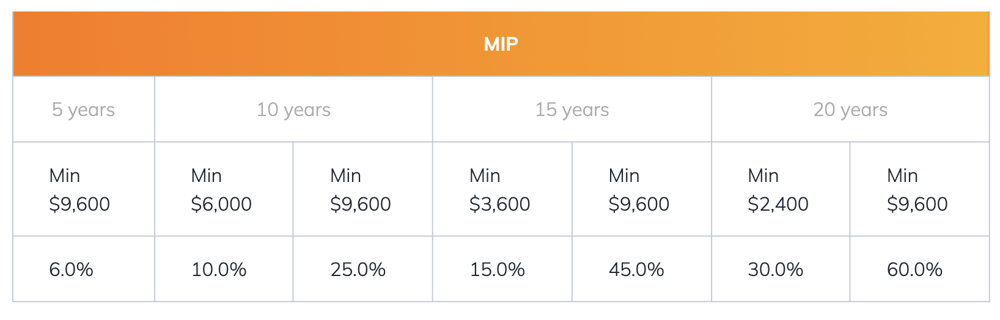 MIP
5 years 10 years 15 years 20 years
Min Min Min Min Min Min Min
$9,600 $6,000 $9,600 $3,600 $9,600 $2,400 $9,600
6.0% 10.0% 25.0% 15.0% 45.0% 30.0% 60.0%